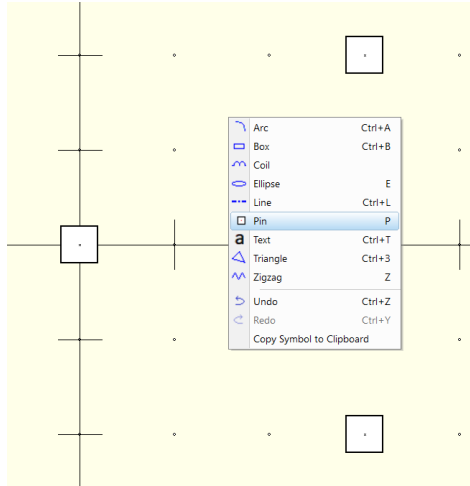 Arc Ctrl+A
Box Ctrl+B
Coil
Ellipse E
Line Ctrl+L
Pin P
a Text Ctrl+T
Triangle Ctrl+3
Zigzag Z
Undo Ctrl+Z
Redo Ctrl+Y
Copy Symbol to Clipboard